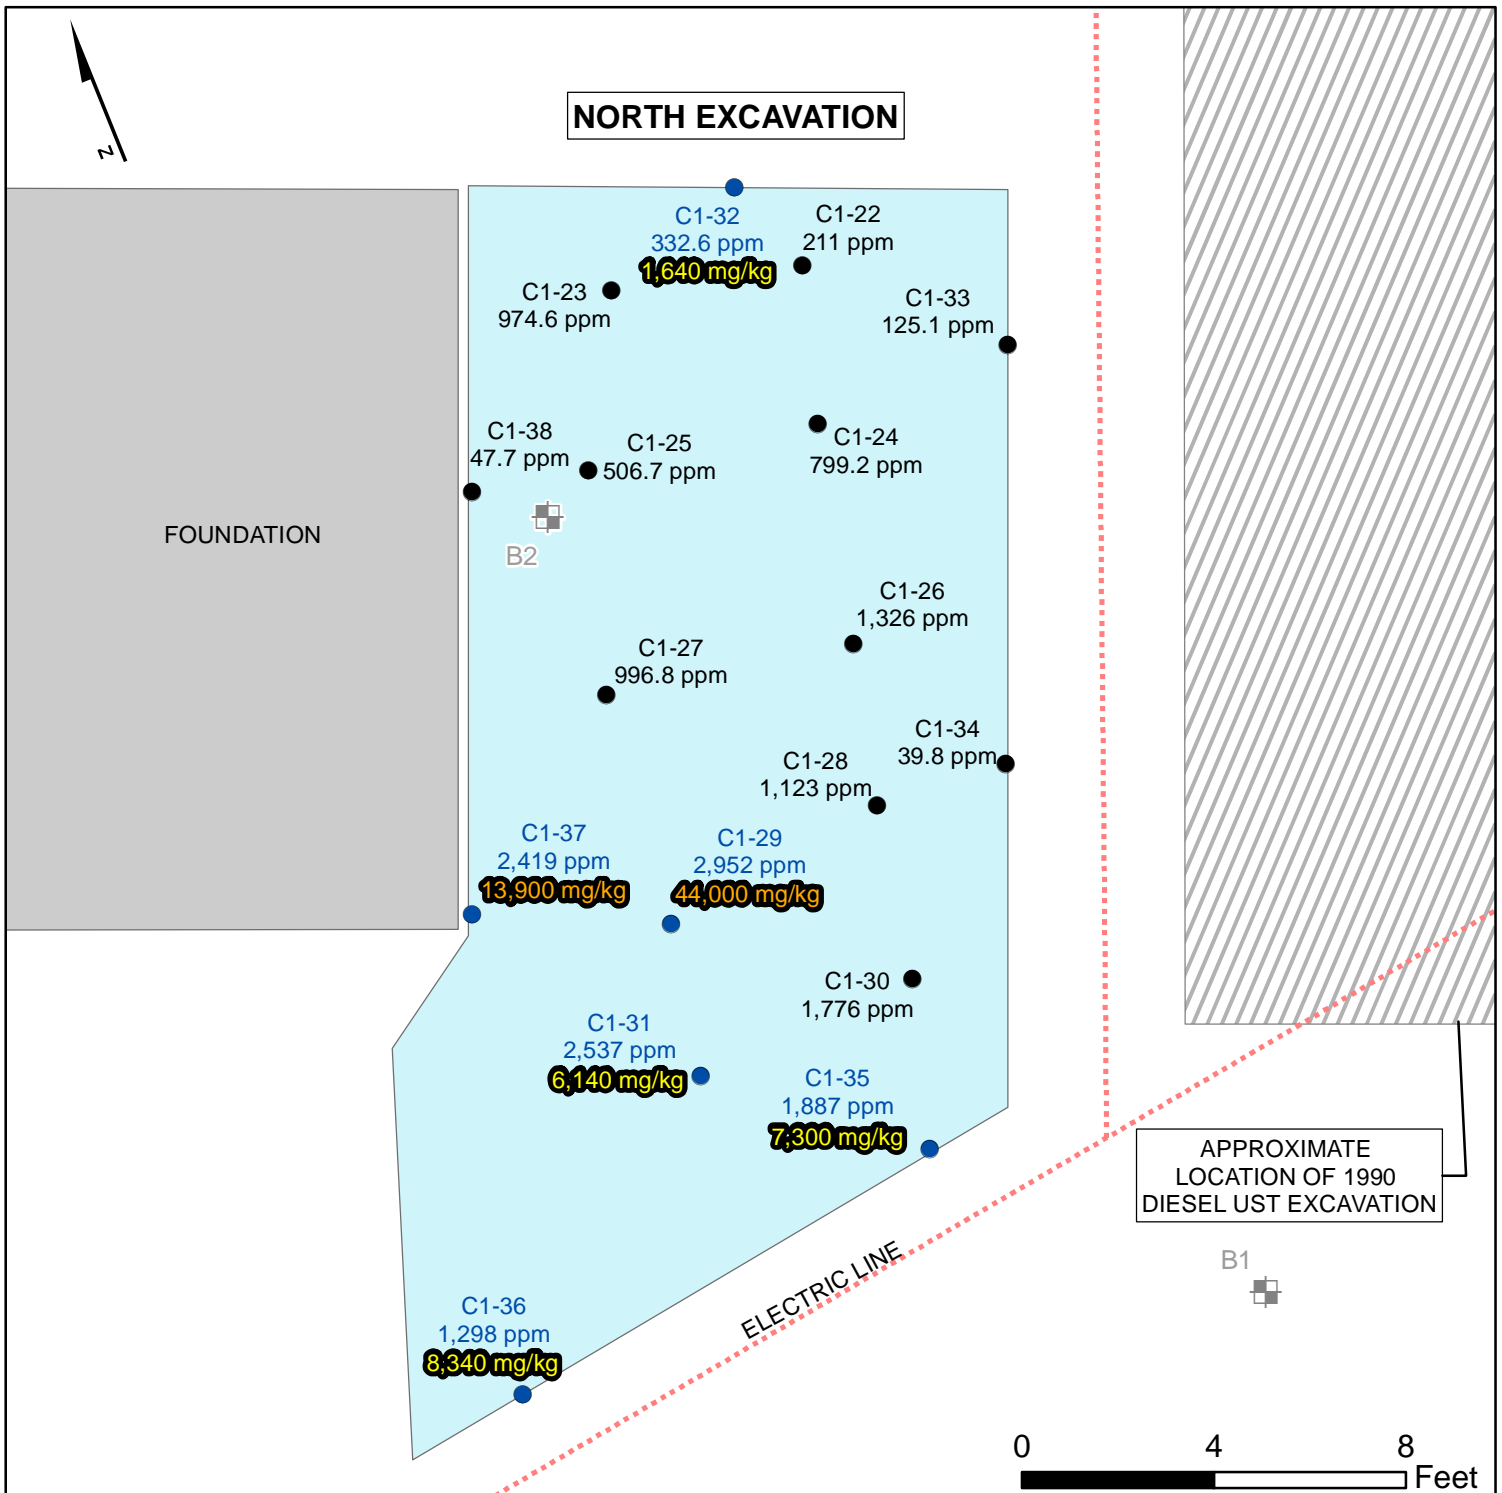 NORTH EXCAVATION
N
C1-32
332.6 ppm
1,640 mg/kg
C1-22
211 ppm
C1-23
974.6 ppm
C1-33
125.1 ppm
C1-38
47.7 ppm
C1-25
506.7 ppm
C1-24
799.2 ppm
FOUNDATION
B2
C1-26
1,326 ppm
C1-27
996.8 ppm
C1-34
39.8 ppm
C1-28
1,123 ppm
C1-37
2,419 ppm
13,900 mg/kg
C1-29
2,952 ppm
44,000 mg/kg
C1-30
1,776 ppm
C1-31
2,537 ppm
6,140 mg/kg
C1-35
1,887 ppm
7,300 mg/kg
APPROXIMATE
LOCATION OF 1990
DIESEL UST EXCAVATION
B1
ELECTRIC LINE
C1-36
1,298 ppm
8,340 mg/kg
0 4 8
Feet